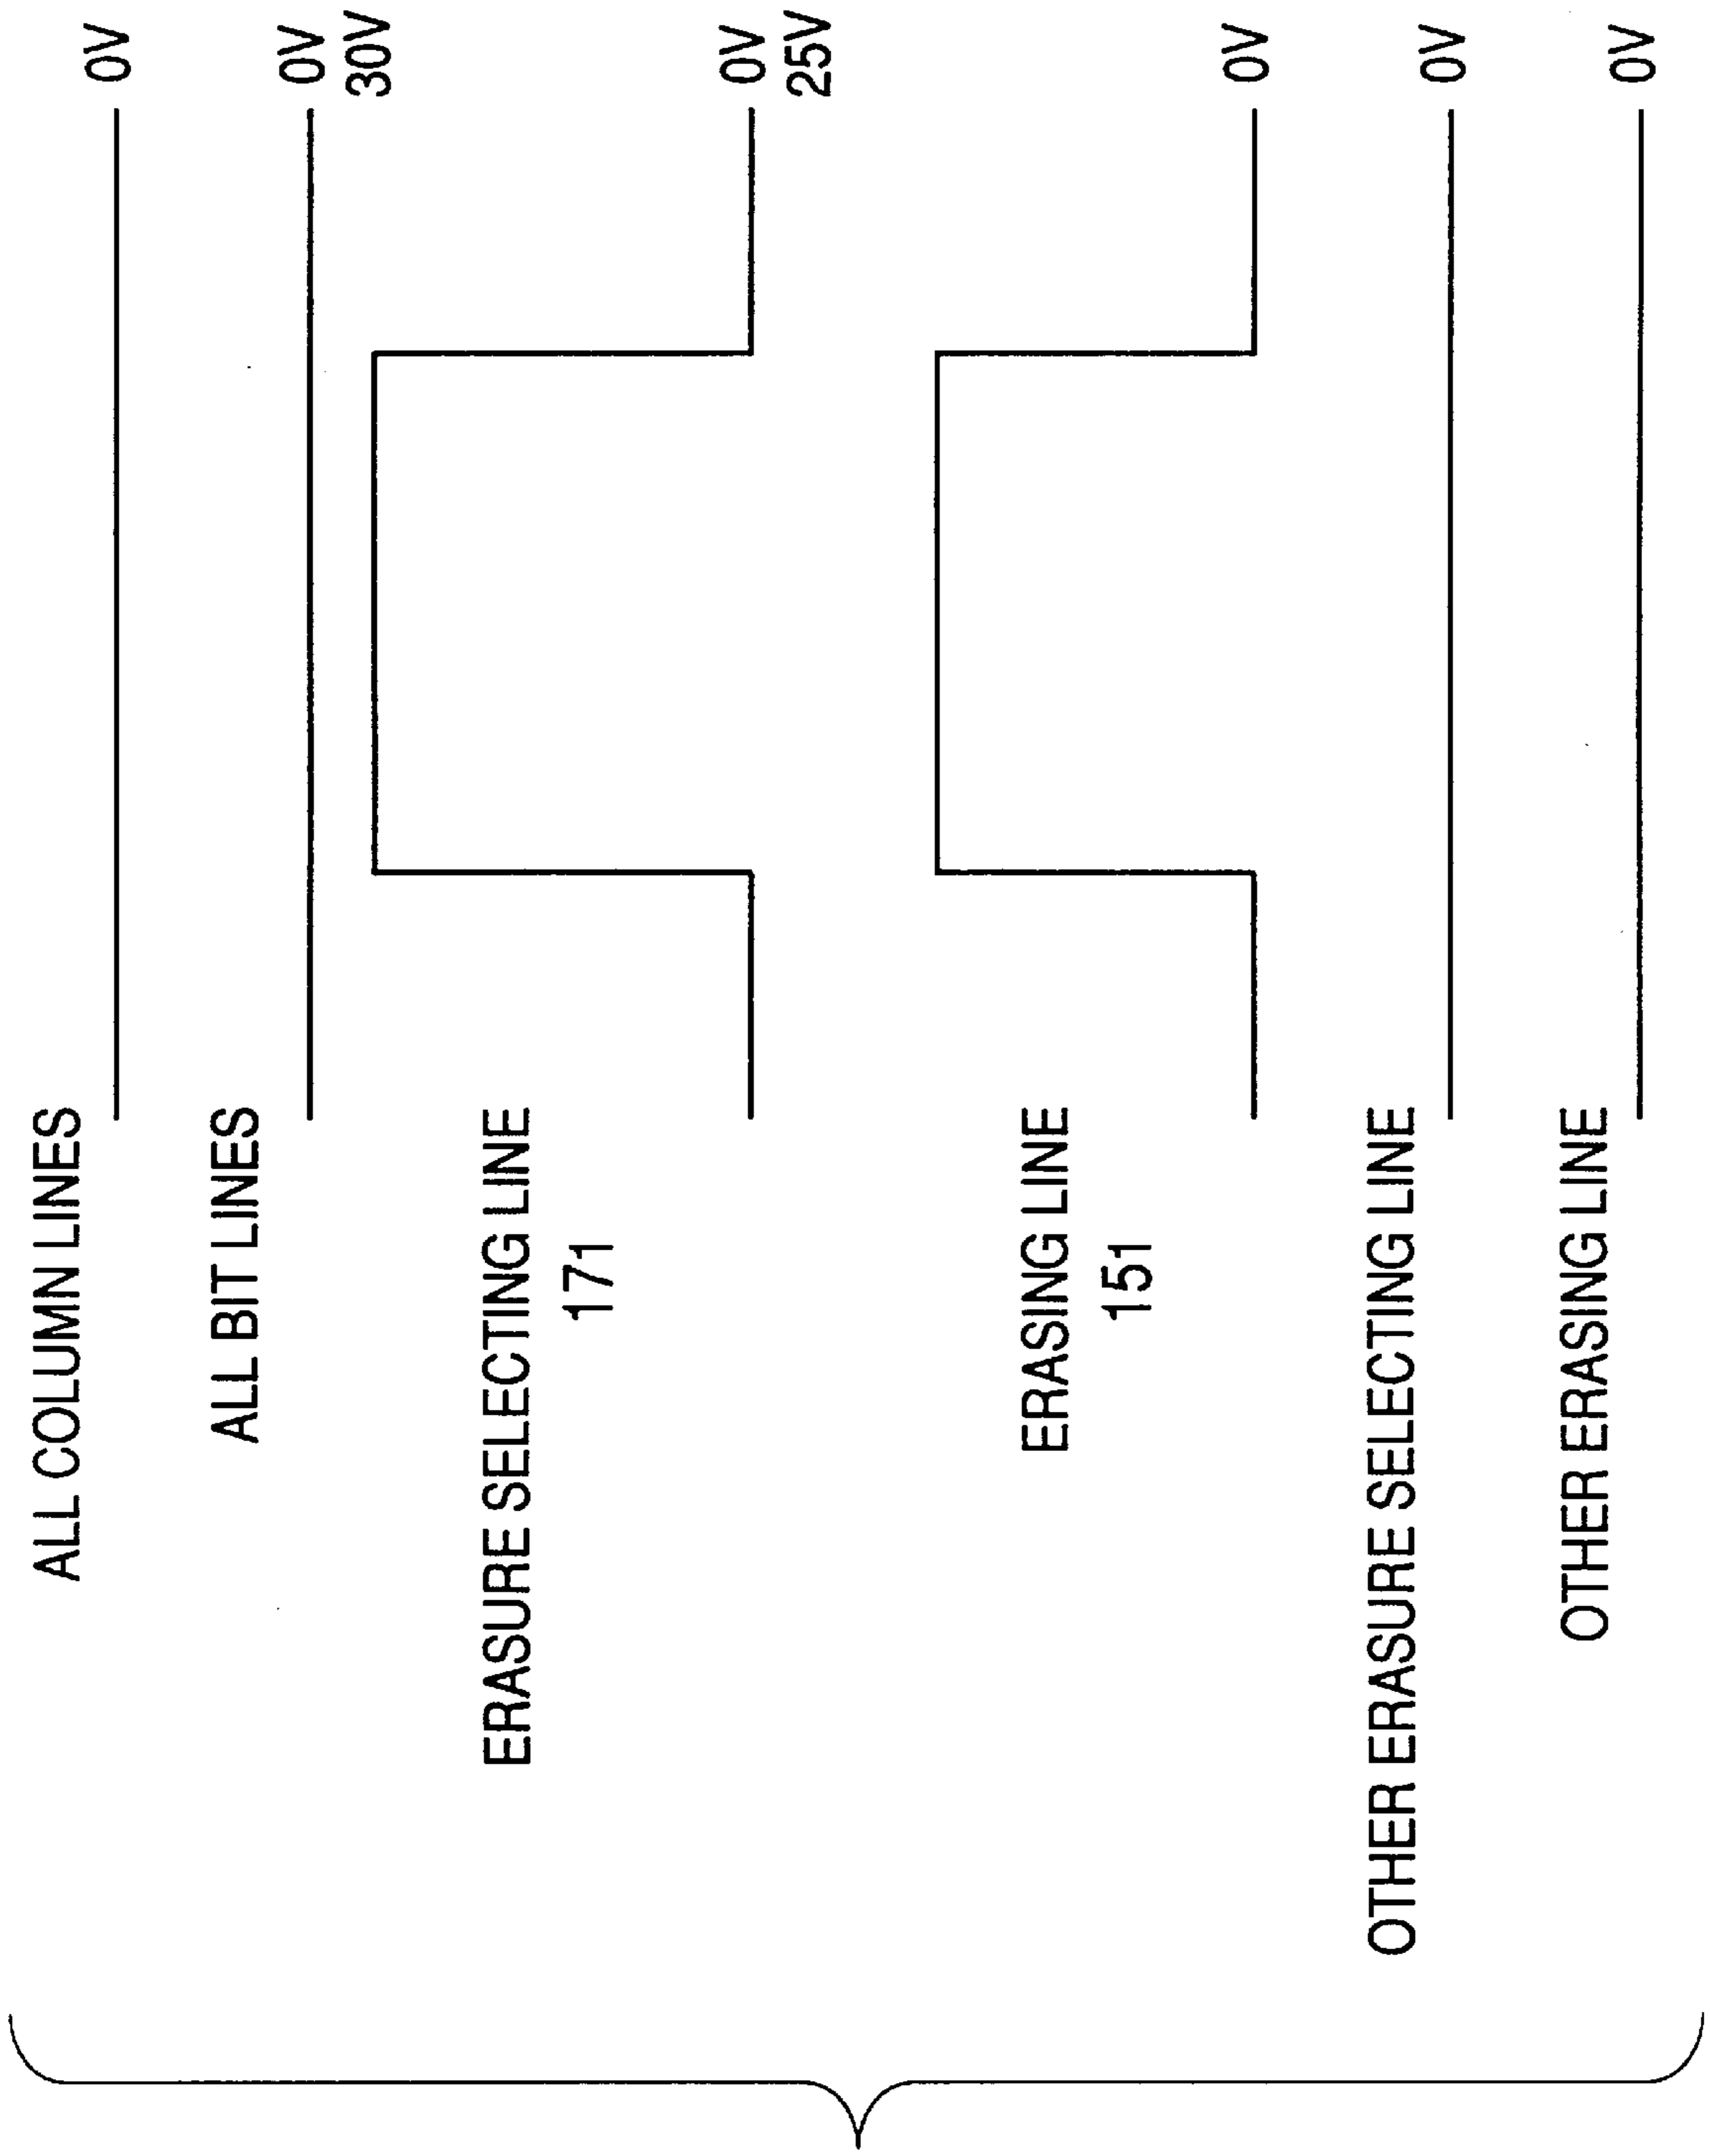 ALL COLUMN LINES 0V
ALL BIT LINES 0V
30V
ERASURE SELECTING LINE
171
0V
25V
ERASING LINE
151
0V
OTHER ERASURE SELECTING LINE 0V
OTHER ERASING LINE 0V